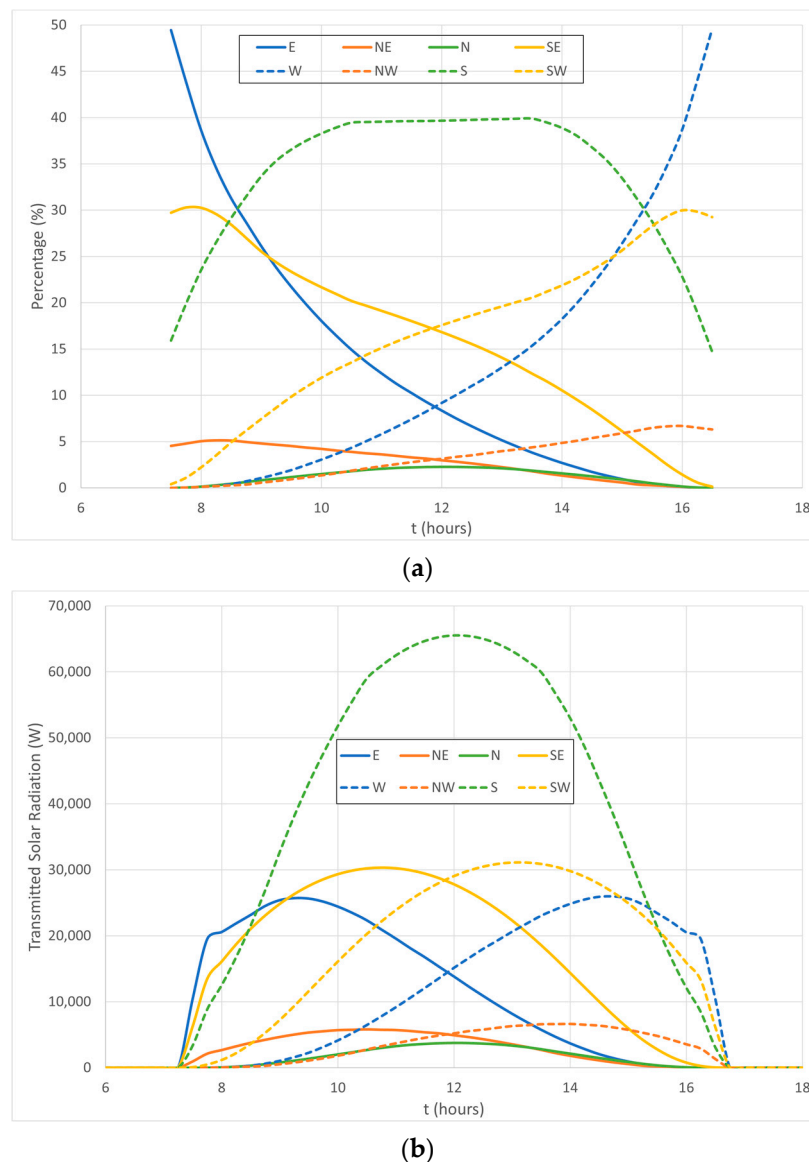 50
45
40
35
30
25
20
15
10
5
0
Percentage (%)
E NE N SE
W NW S SW
6 8 10 12 14 16 18
t (hours)
(a)
70,000
60,000
50,000
40,000
30,000
20,000
10,000
0
Transmitted Solar Radiation (W)
E NE N SE
W NW S SW
6 8 10 12 14 16 18
t (hours)
(b)